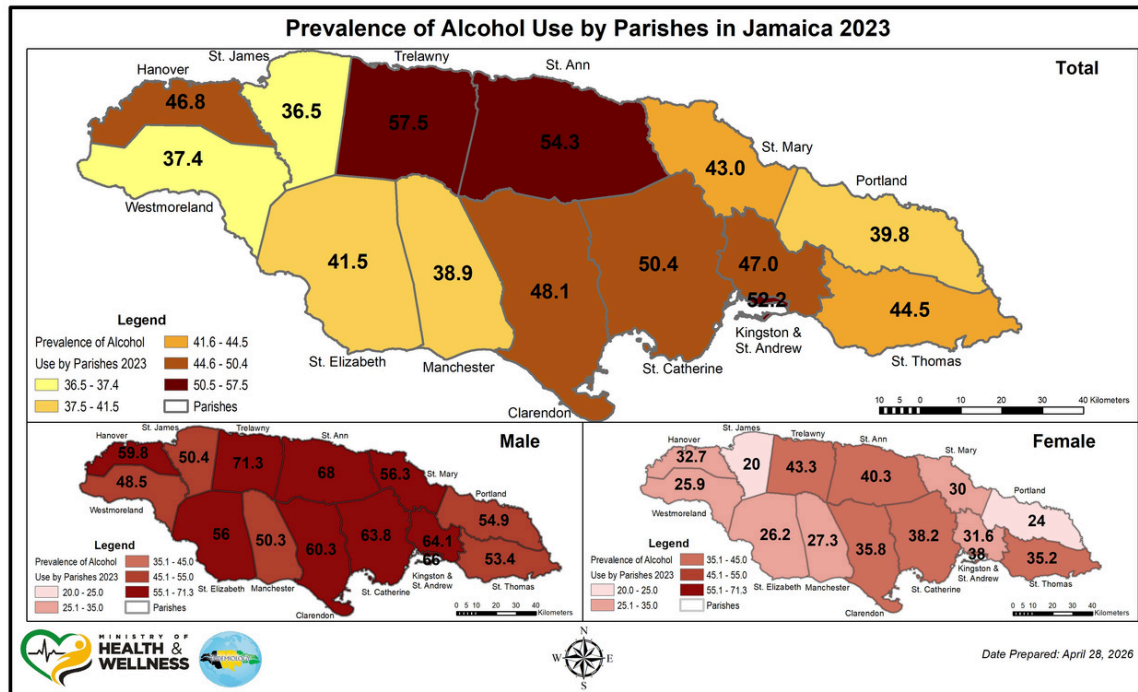 Prevalence of Alcohol Use by Parishes in Jamaica 2023
Total
St. James
Trelawny
St. Ann
Hanover
46.8
36.5
57.5
54.3
37.4
43.0
St. Mary
Portland
Westmoreland
39.8
41.5
38.9
48.1
50.4
47.0
52.2
44.5
Kingston &
St. Andrew
St. Elizabeth
Manchester
St. Catherine
St. Thomas
Clarendon
Legend
Prevalence of Alcohol
Use by Parishes 2023
36.5 - 37.4
37.5 - 41.5
41.6 - 44.5
44.6 - 50.4
50.5 - 57.5
Parishes
10 5 0 10 20 30 40 Kilometers
Male
St. James
Trelawny
St. Ann
Hanover
59.8
50.4
71.3
68
56.3
St. Mary
48.5
Portland
Westmoreland
54.9
56
50.3
60.3
63.8
64.1
66
53.4
Kingston &
St. Andrew
St. Elizabeth
Manchester
St. Catherine
St. Thomas
Clarendon
Legend
Prevalence of Alcohol
Use by Parishes 2023
20.0 - 25.0
25.1 - 35.0
35.1 - 45.0
45.1 - 55.0
55.1 - 71.3
Parishes
10 5 0 10 20 30 40
Kilometers
Female
St. James
Trelawny
St. Ann
Hanover
32.7
20
43.3
40.3
30
St. Mary
25.9
Portland
Westmoreland
24
26.2
27.3
35.8
38.2
31.6
38
35.2
Kingston &
St. Andrew
St. Elizabeth
Manchester
St. Catherine
St. Thomas
Clarendon
Legend
Prevalence of Alcohol
Use by Parishes 2023
20.0 - 25.0
25.1 - 35.0
35.1 - 45.0
45.1 - 55.0
55.1 - 71.3
Parishes
10 5 0 10 20 30 40
Kilometers
MINISTRY OF
HEALTH &
WELLNESS
EPIDEMIOLOGY
N
W E
S
Date Prepared: April 28, 2026